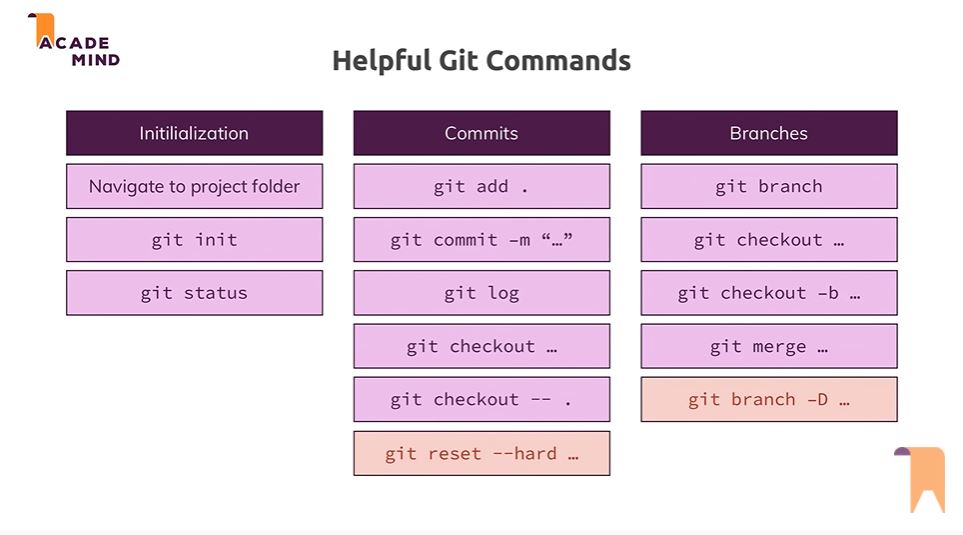 ACADE
MIND
Helpful Git Commands
Initilialization
Navigate to project folder
git init
git status
Commits
git add .
git commit –m “…”
git log
git checkout …
git checkout -- .
git reset --hard …
Branches
git branch
git checkout …
git checkout –b …
git merge …
git branch –D …